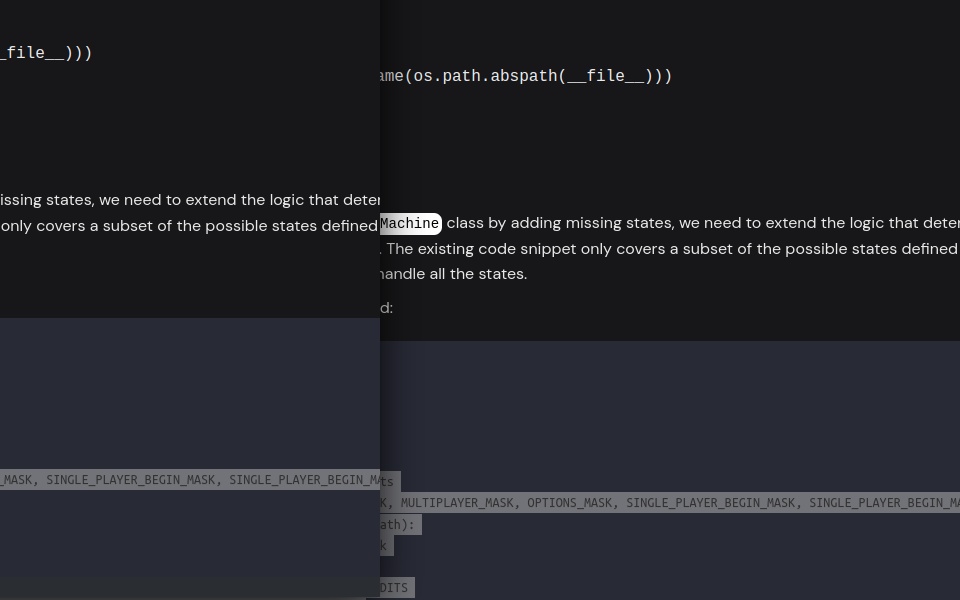 _file__)))
ame(os.path.abspath(__file__)))
issing states, we need to extend the logic that deter
only covers a subset of the possible states defined
Machine class by adding missing states, we need to extend the logic that deter
. The existing code snippet only covers a subset of the possible states defined
handle all the states.
d:
_MASK, SINGLE_PLAYER_BEGIN_MASK, SINGLE_PLAYER_BEGIN_MA
ts
K, MULTIPLAYER_MASK, OPTIONS_MASK, SINGLE_PLAYER_BEGIN_MASK, SINGLE_PLAYER_BEGIN_MA
ath):
k
DITS